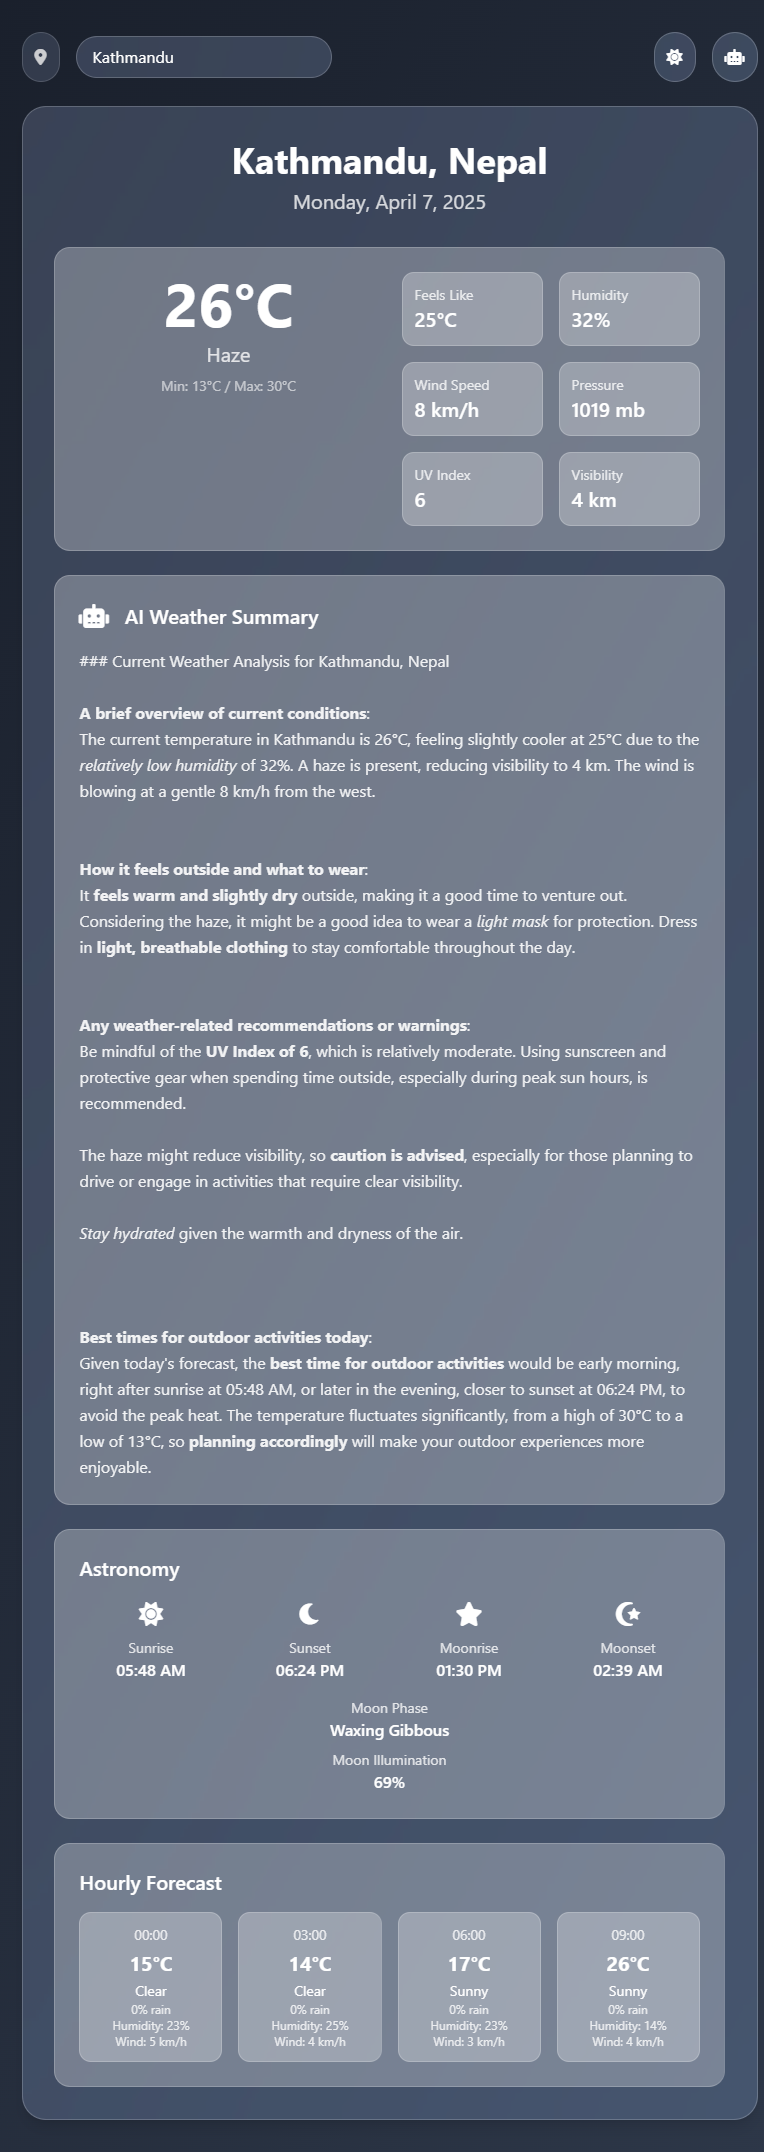 Kathmandu
Kathmandu, Nepal
Monday, April 7, 2025
26°C
Haze
Min: 13°C / Max: 30°C
Feels Like
25°C
Humidity
32%
Wind Speed
8 km/h
Pressure
1019 mb
UV Index
6
Visibility
4 km
AI Weather Summary
### Current Weather Analysis for Kathmandu, Nepal
A brief overview of current conditions:
The current temperature in Kathmandu is 26°C, feeling slightly cooler at 25°C due to the
relatively low humidity of 32%. A haze is present, reducing visibility to 4 km. The wind is
blowing at a gentle 8 km/h from the west.
How it feels outside and what to wear:
It feels warm and slightly dry outside, making it a good time to venture out.
Considering the haze, it might be a good idea to wear a light mask for protection. Dress
in light, breathable clothing to stay comfortable throughout the day.
Any weather-related recommendations or warnings:
Be mindful of the UV Index of 6, which is relatively moderate. Using sunscreen and
protective gear when spending time outside, especially during peak sun hours, is
recommended.
The haze might reduce visibility, so caution is advised, especially for those planning to
drive or engage in activities that require clear visibility.
Stay hydrated given the warmth and dryness of the air.
Best times for outdoor activities today:
Given today's forecast, the best time for outdoor activities would be early morning,
right after sunrise at 05:48 AM, or later in the evening, closer to sunset at 06:24 PM, to
avoid the peak heat. The temperature fluctuates significantly, from a high of 30°C to a
low of 13°C, so planning accordingly will make your outdoor experiences more
enjoyable.
Astronomy
Sunrise
05:48 AM
Sunset
06:24 PM
Moonrise
01:30 PM
Moonset
02:39 AM
Moon Phase
Waxing Gibbous
Moon Illumination
69%
Hourly Forecast
00:00
15°C
Clear
0% rain
Humidity: 23%
Wind: 5 km/h
03:00
14°C
Clear
0% rain
Humidity: 25%
Wind: 4 km/h
06:00
17°C
Sunny
0% rain
Humidity: 23%
Wind: 3 km/h
09:00
26°C
Sunny
0% rain
Humidity: 14%
Wind: 4 km/h